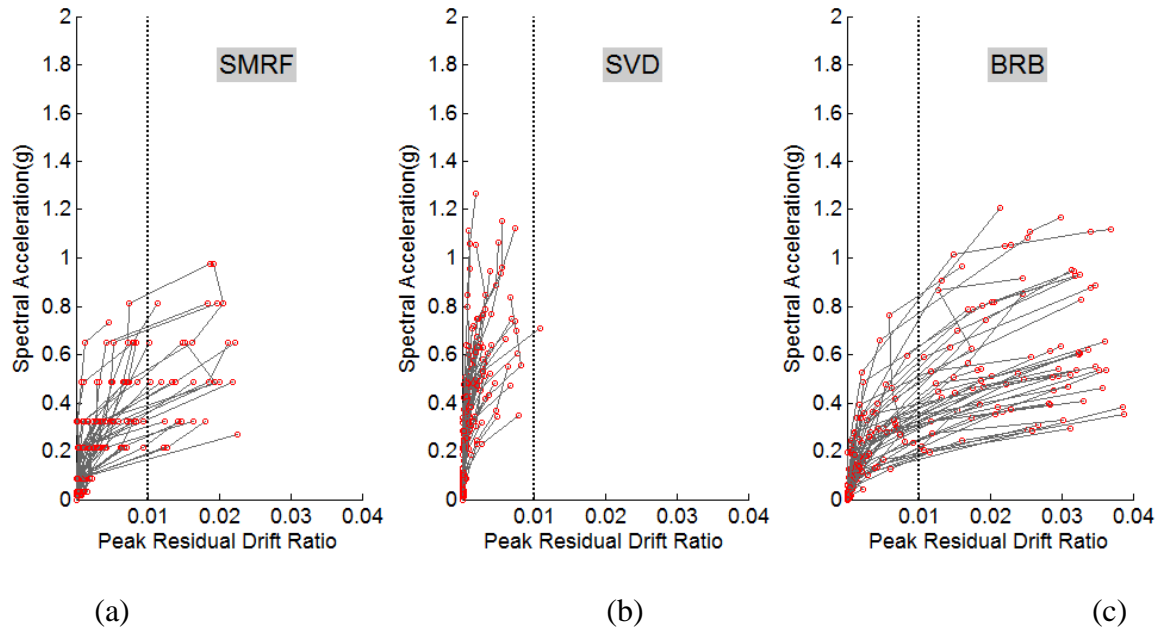 2
1.8
1.6
1.4
1.2
1
0.8
0.6
0.4
0.2
0
Spectral Acceleration(g)
SMRF
0.01 0.02 0.03 0.04
Peak Residual Drift Ratio
(a)
2
1.8
1.6
1.4
1.2
1
0.8
0.6
0.4
0.2
0
Spectral Acceleration(g)
SVD
0.01 0.02 0.03 0.04
Peak Residual Drift Ratio
(b)
2
1.8
1.6
1.4
1.2
1
0.8
0.6
0.4
0.2
0
Spectral Acceleration(g)
BRB
0.01 0.02 0.03 0.04
Peak Residual Drift Ratio
(c)